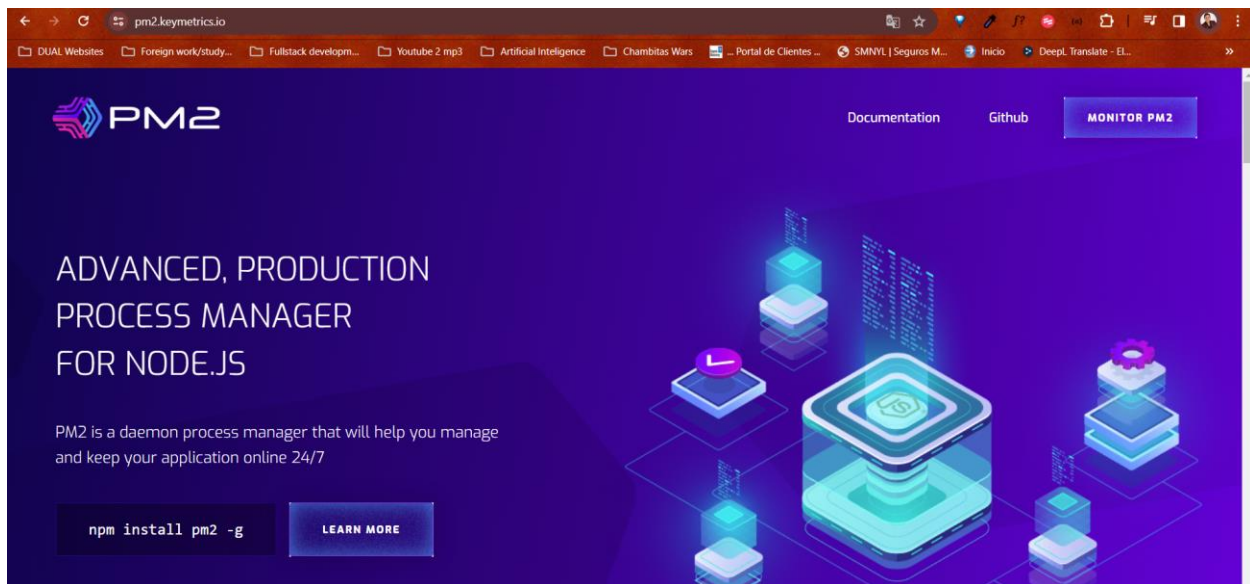 pm2.keymetrics.io
DUAL Websites Foreign work/study... Fullstack developm... Youtube 2 mp3 Artificial Inteligence Chambitas Wars ... Portal de Clientes ... SMNYL | Seguros M... Inicio DeepL Translate - El... »
PM2 Documentation Github MONITOR PM2
ADVANCED, PRODUCTION
PROCESS MANAGER
FOR NODE.JS
PM2 is a daemon process manager that will help you manage
and keep your application online 24/7
npm install pm2 -g LEARN MORE